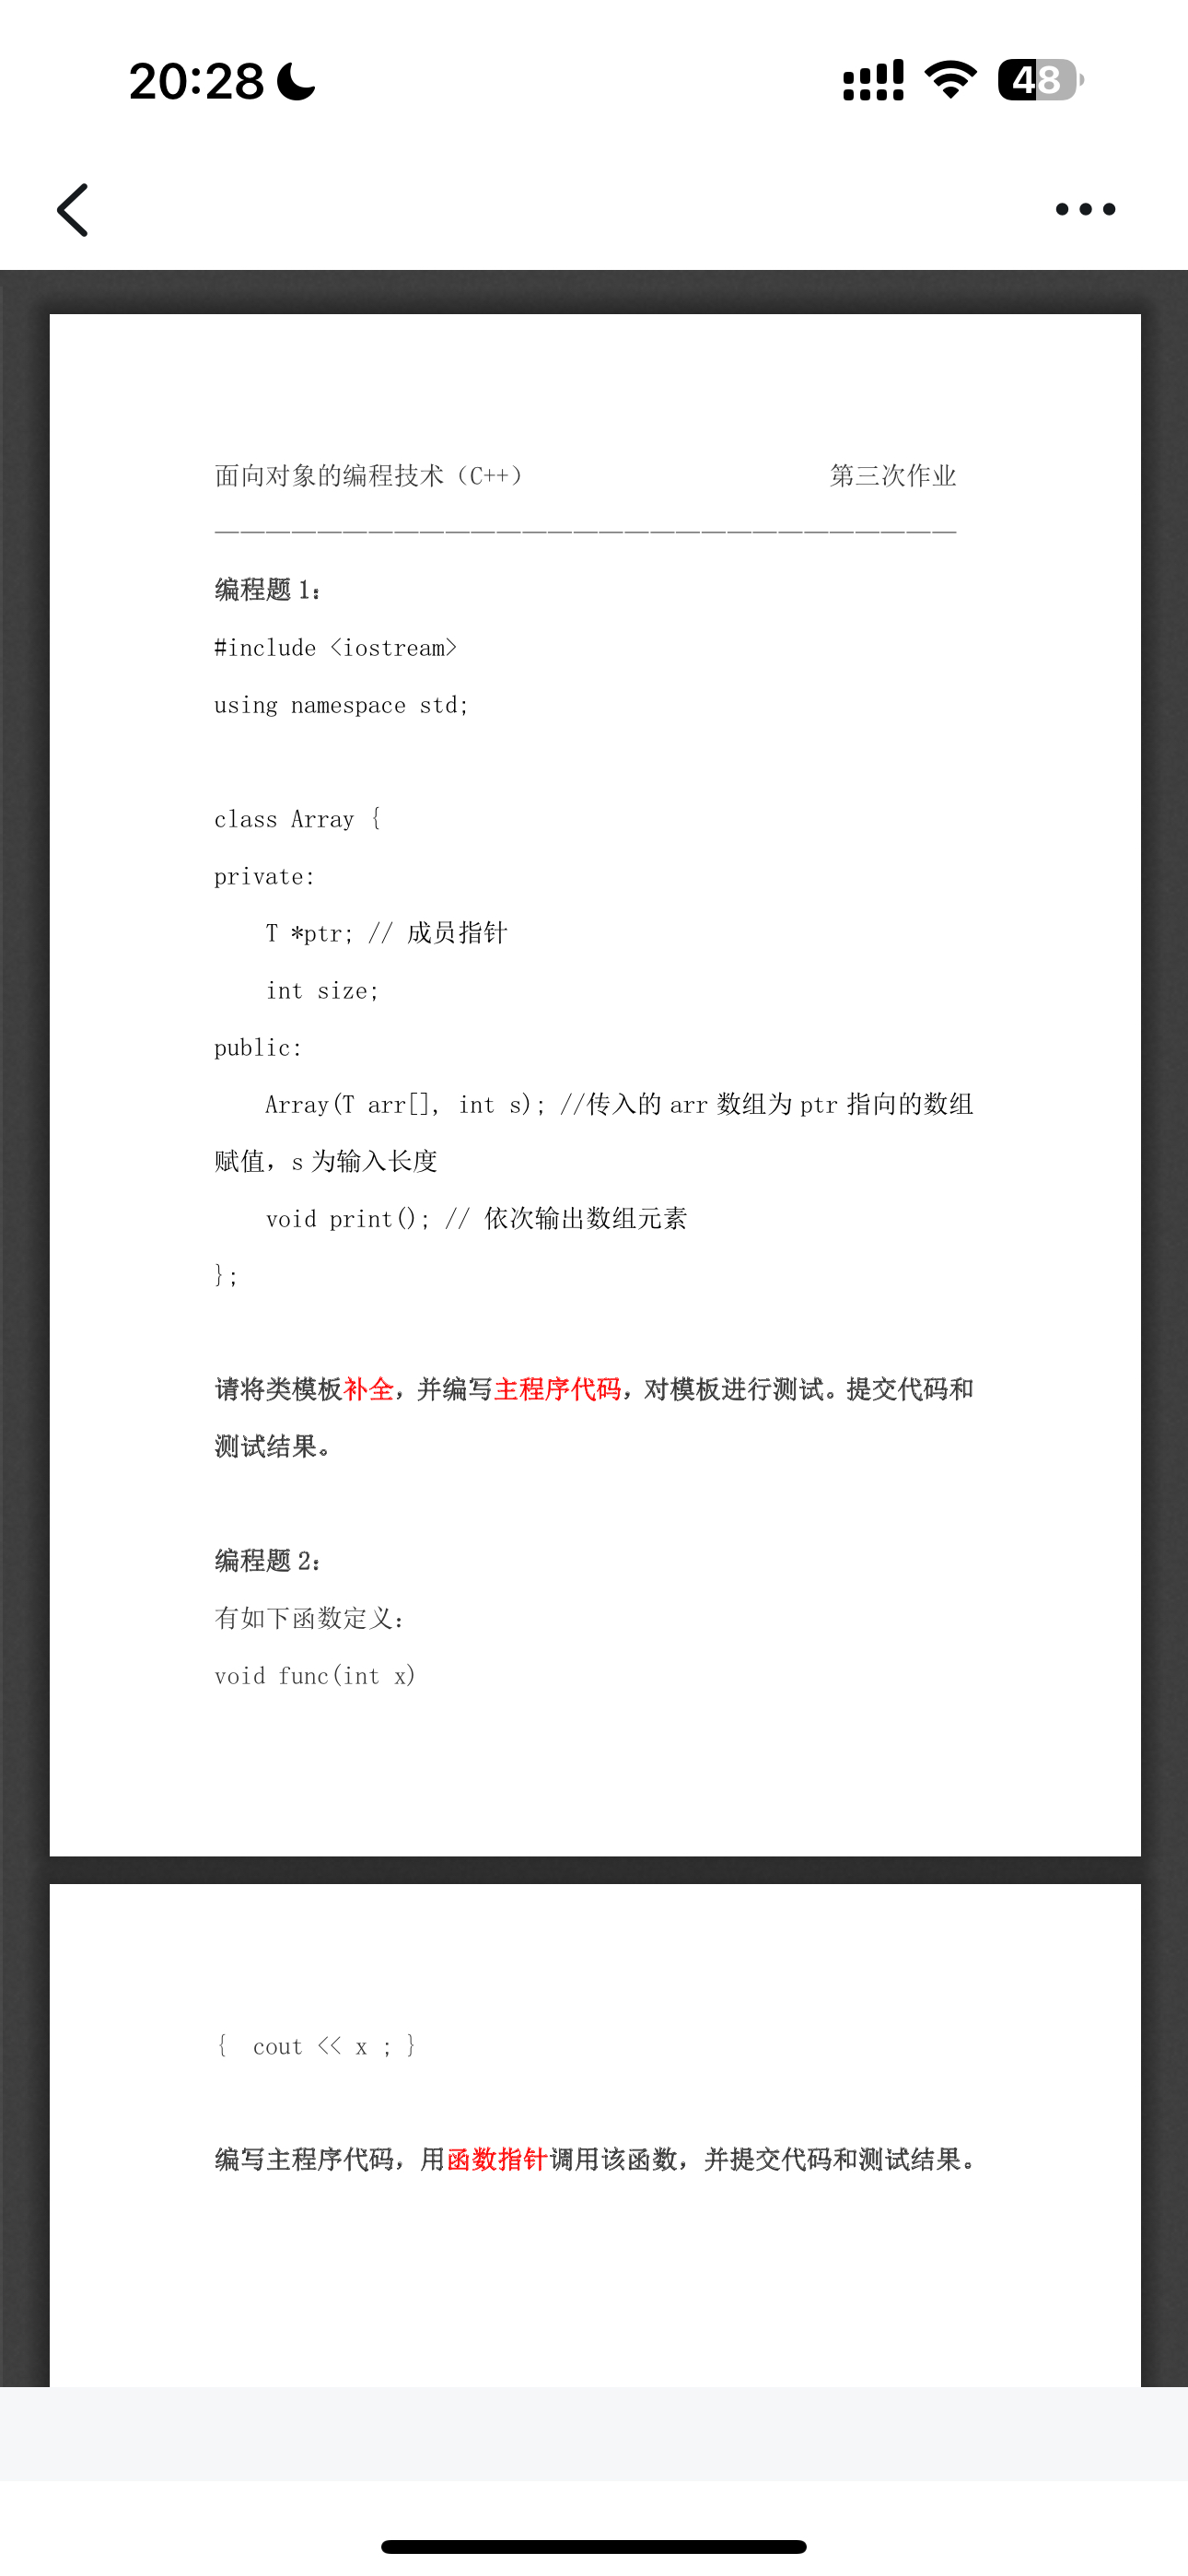 20:28
48
面向对象的编程技术（C++） 第三次作业
——————————————————————————————
编程题 1：
#include <iostream>
using namespace std;
class Array {
private:
T *ptr; // 成员指针
int size;
public:
Array(T arr[], int s); //传入的 arr 数组为 ptr 指向的数组
赋值，s 为输入长度
void print(); // 依次输出数组元素
};
请将类模板补全，并编写主程序代码，对模板进行测试。提交代码和
测试结果。
编程题 2：
有如下函数定义：
void func(int x)
{ cout << x ; }
编写主程序代码，用函数指针调用该函数，并提交代码和测试结果。